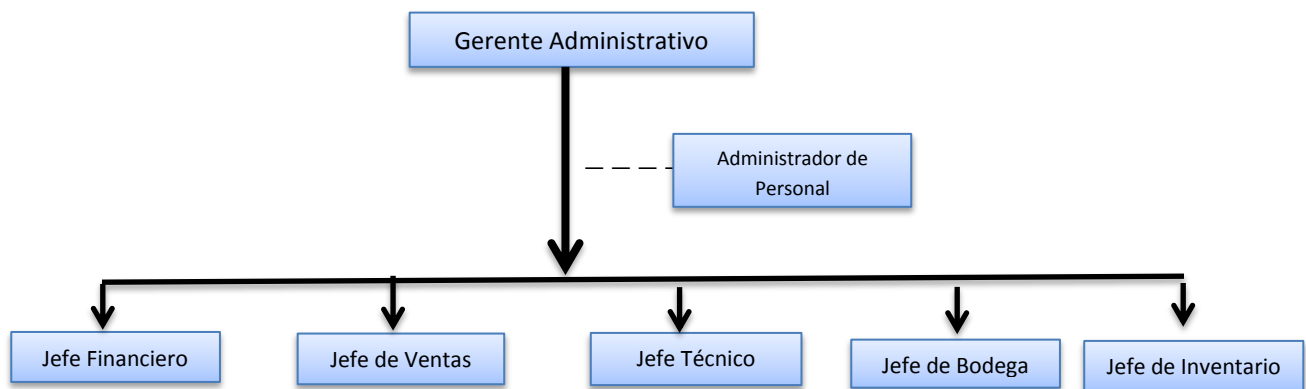 Gerente Administrativo
Administrador de
Personal
Jefe Financiero
Jefe de Ventas
Jefe Técnico
Jefe de Bodega
Jefe de Inventario